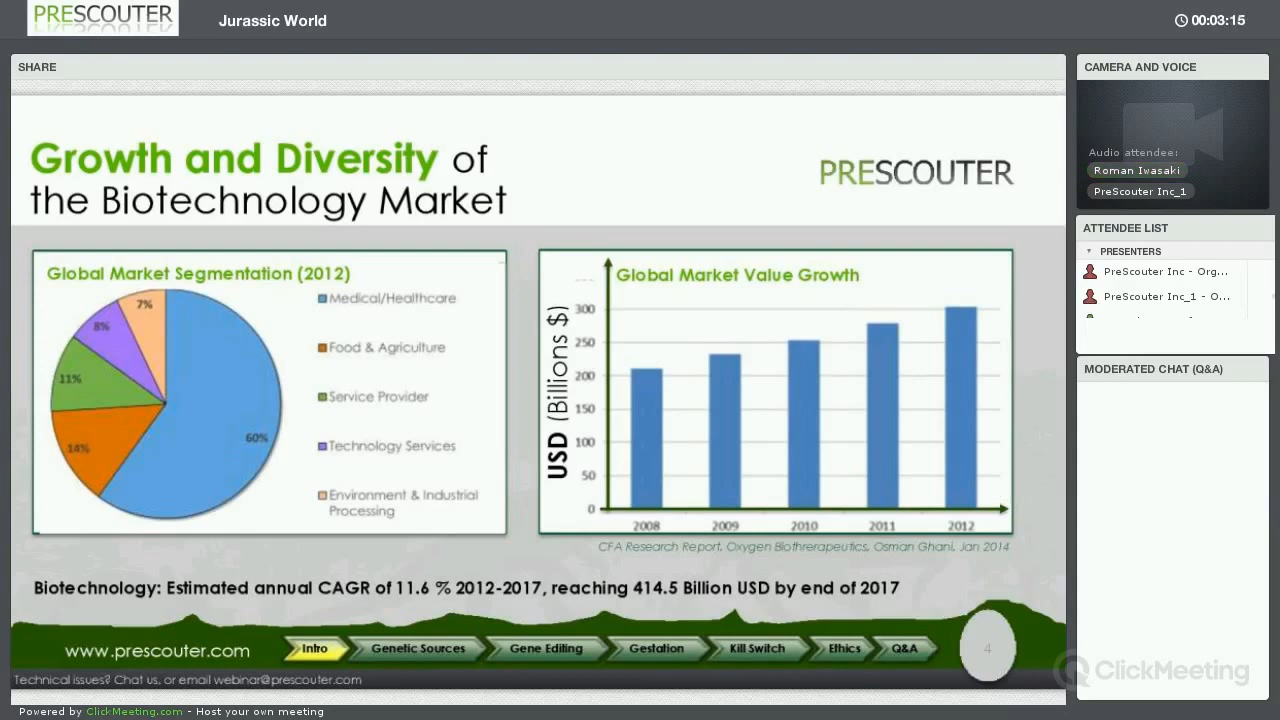 PRESCOUTER
Jurassic World
00:03:15
SHARE
Growth and Diversity of
the Biotechnology Market
PRESCOUTER
Global Market Segmentation (2012)
7%
8%
11%
14%
60%
Medical/Healthcare
Food & Agriculture
Service Provider
Technology Services
Environment & Industrial
Processing
Global Market Value Growth
USD (Billions $)
300
250
200
150
100
50
0
2008 2009 2010 2011 2012
CFA Research Report, Oxygen Biothrerapeutics, Osman Ghani, Jan 2014
Biotechnology: Estimated annual CAGR of 11.6 % 2012-2017, reaching 414.5 Billion USD by end of 2017
www.prescouter.com
Intro Genetic Sources Gene Editing Gestation Kill Switch Ethics Q&A
4
Technical issues? Chat us, or email webinar@prescouter.com
Powered by ClickMeeting.com - Host your own meeting
CAMERA AND VOICE
Audio attendee:
Roman Iwasaki
PreScouter Inc_1
ATTENDEE LIST
PRESENTERS
PreScouter Inc - Org...
PreScouter Inc_1 - O...
MODERATED CHAT (Q&A)
ClickMeeting